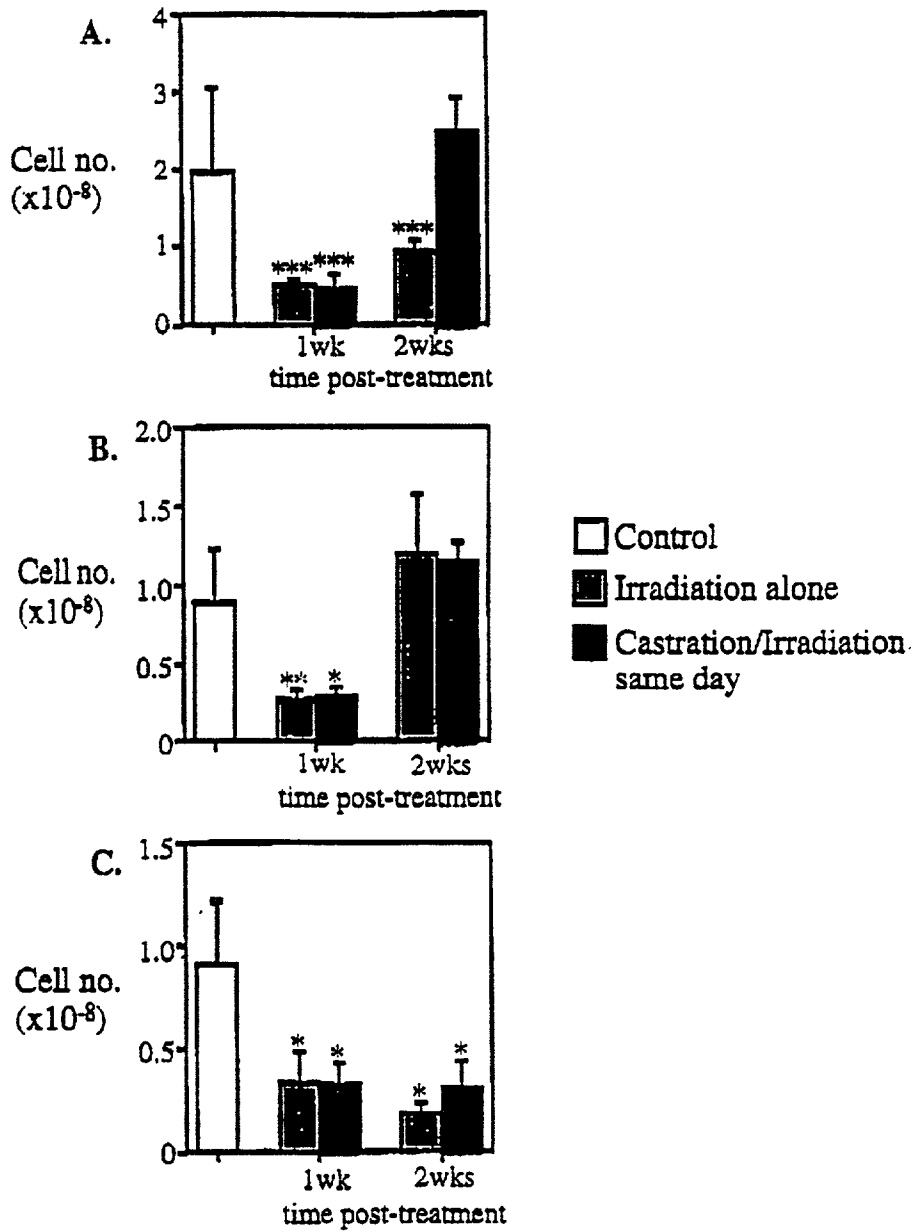 A.
4
3
2
1
0
Cell no.
(x10⁻⁸)
***
***
***
1wk
2wks
time post-treatment
B.
2.0
1.5
1.0
0.5
0
Cell no.
(x10⁻⁸)
**
*
1wk
2wks
time post-treatment
Control
Irradiation alone
Castration/Irradiation
same day
C.
1.5
1.0
0.5
0
Cell no.
(x10⁻⁸)
*
*
*
*
1wk
2wks
time post-treatment